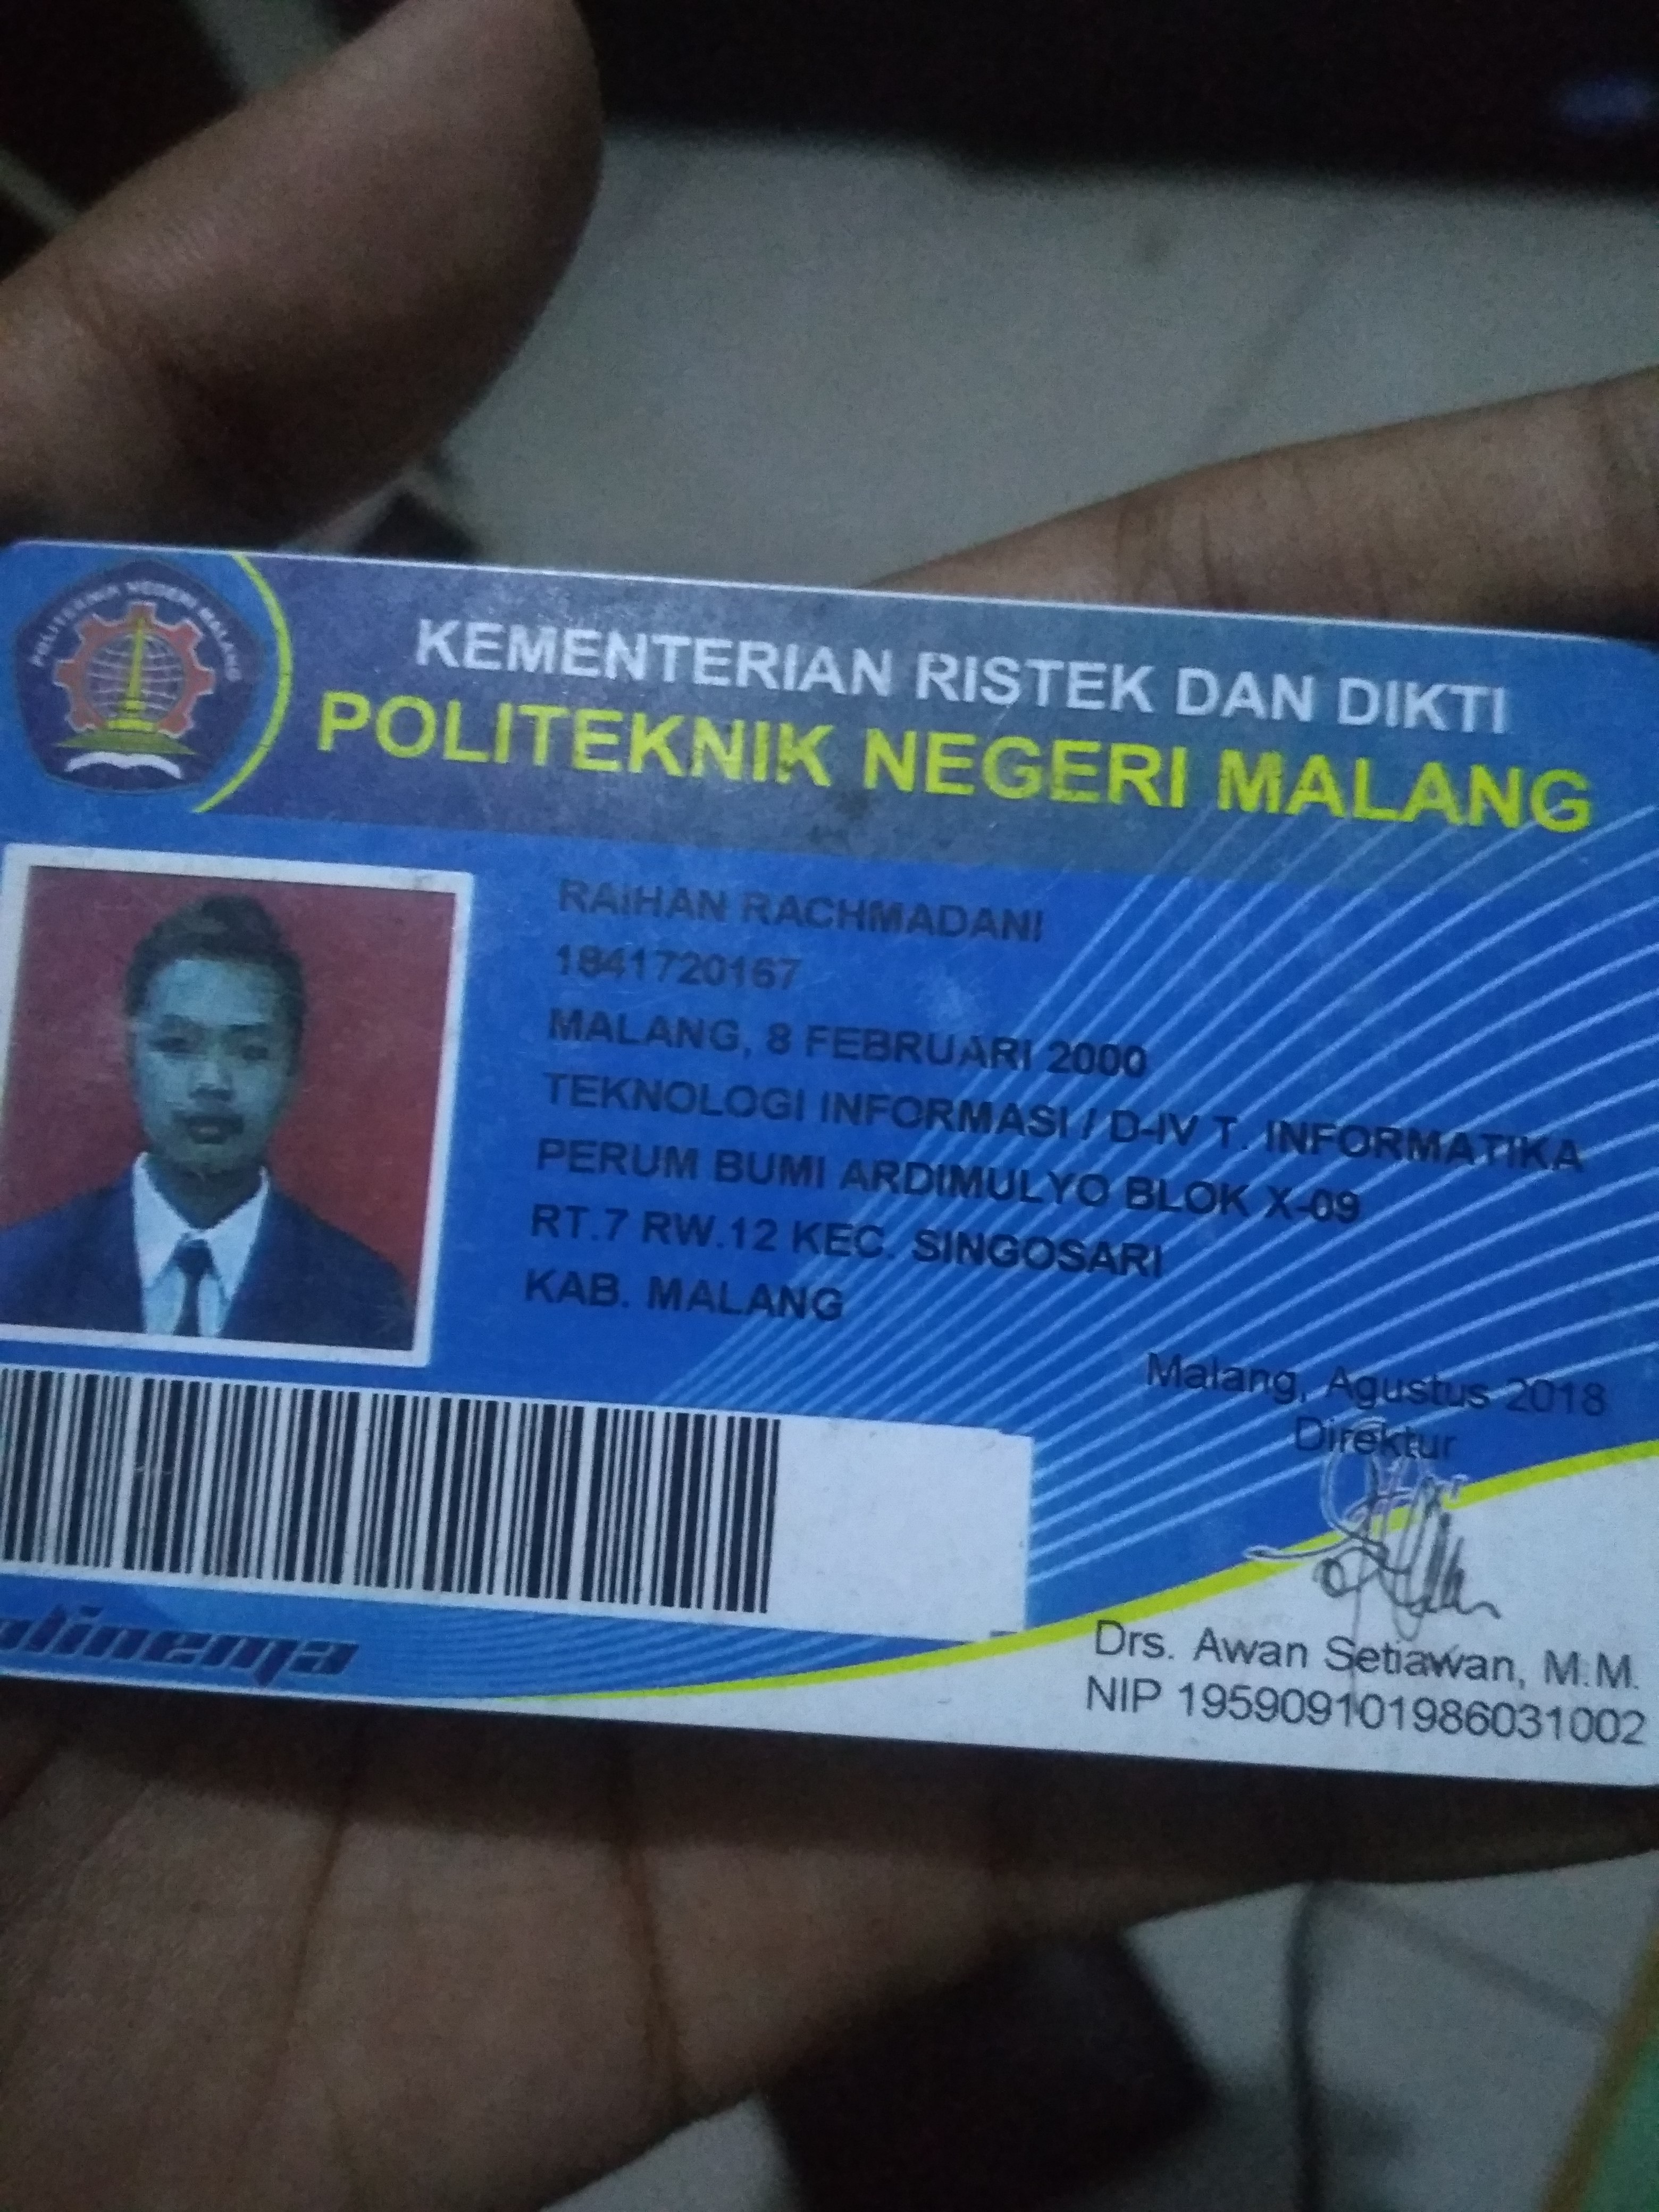 POLITEKNIK NEGERI MALANG
KEMENTERIAN RISTEK DAN DIKTI
POLITEKNIK NEGERI MALANG
RAIHAN RACHMADANI
1841720167
MALANG, 8 FEBRUARI 2000
TEKNOLOGI INFORMASI / D-IV T. INFORMATIKA
PERUM BUMI ARDIMULYO BLOK X-09
RT.7 RW.12 KEC. SINGOSARI
KAB. MALANG
Malang, Agustus 2018
Direktur
Drs. Awan Setiawan, M.M.
NIP 195909101986031002